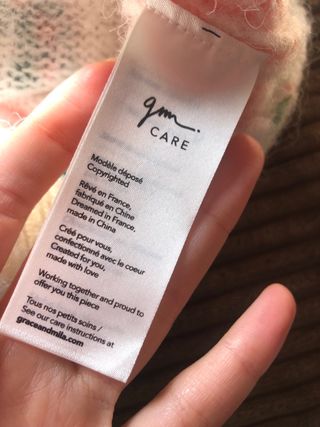 gm.
CARE
Modèle déposé
Copyrighted
Rêvé en France,
fabriqué en Chine
Dreamed in France,
made in China
Créé pour vous,
confectionné avec le coeur
Created for you,
made with love
Working together and proud to
offer you this piece
Tous nos petits soins /
See our care instructions at
graceandmila.com